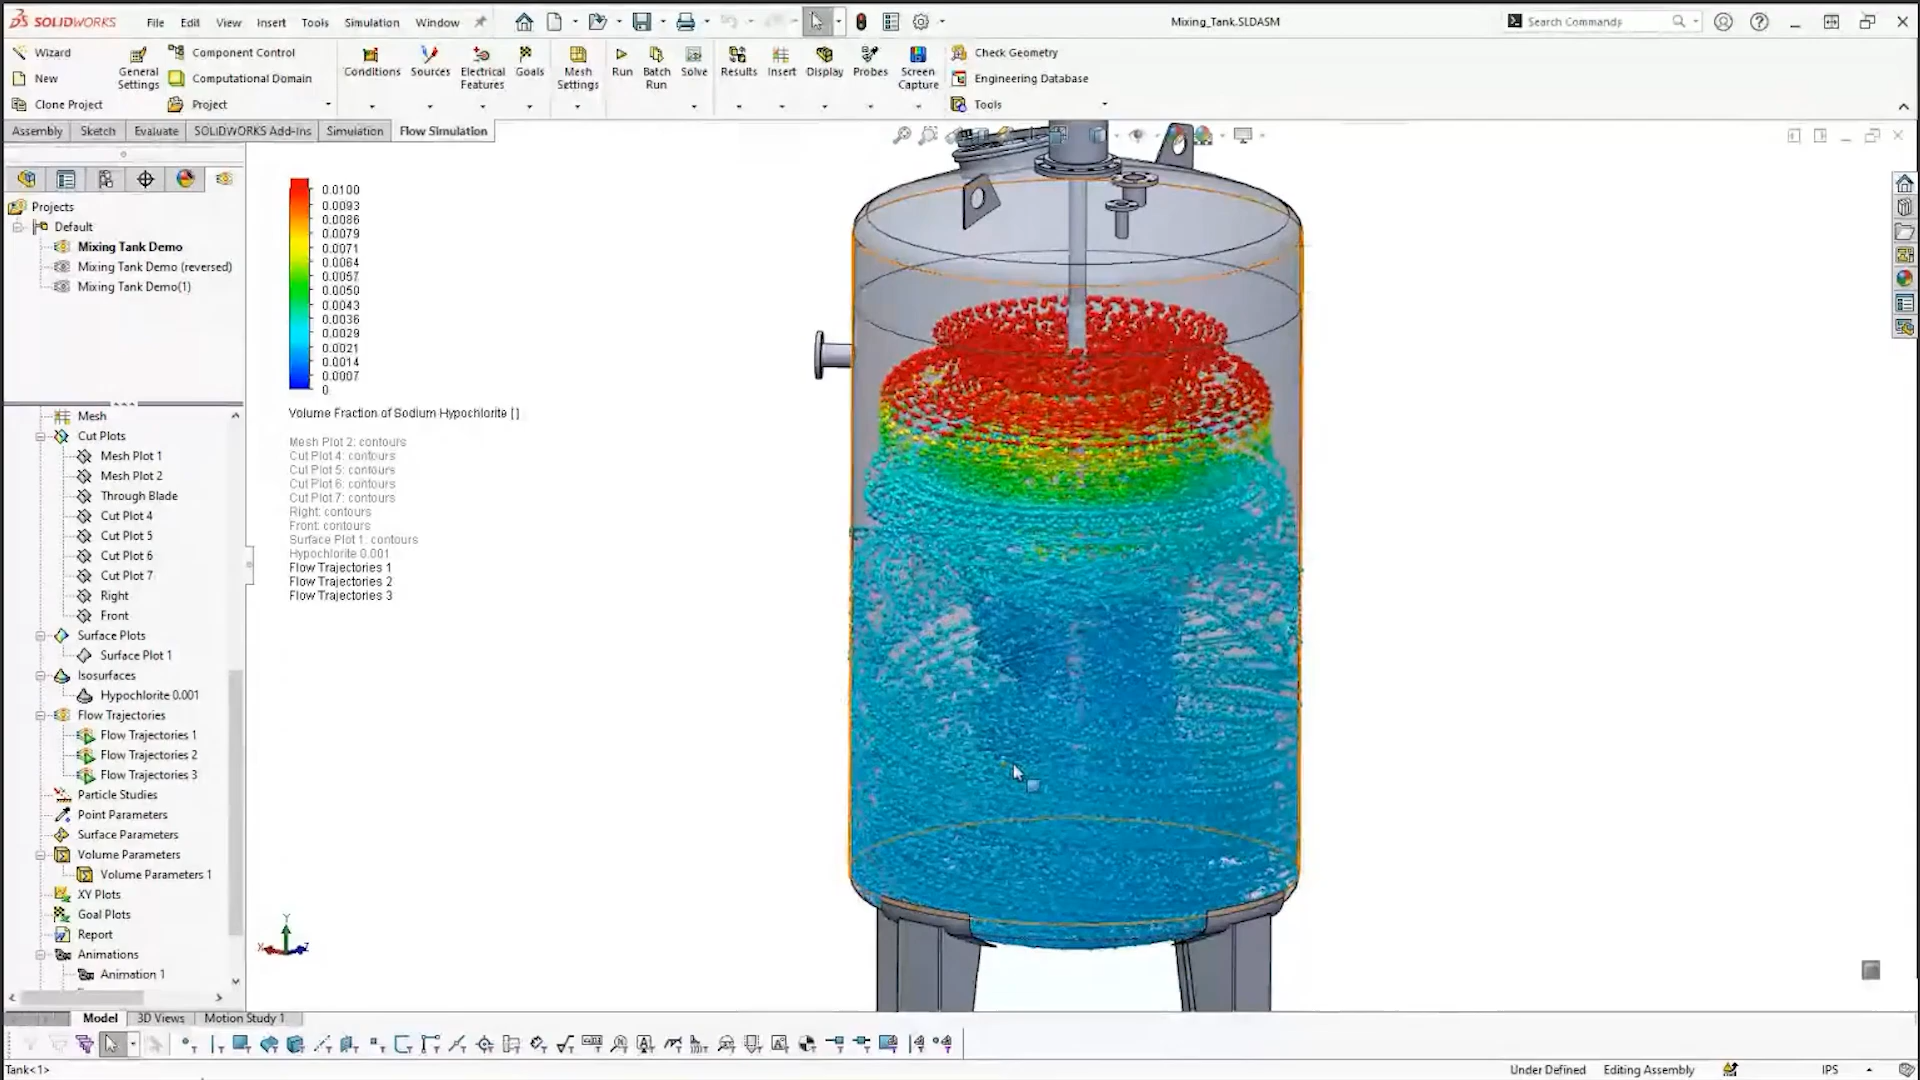 SOLIDWORKS File Edit View Insert Tools Simulation Window Mixing_Tank.SLDASM Search Commands
Wizard
New
Clone Project
General Settings
Component Control
Computational Domain
Project
Conditions
Sources
Electrical Features
Goals
Mesh Settings
Run
Batch Run
Solve
Results
Insert
Display
Probes
Screen Capture
Check Geometry
Engineering Database
Tools
Assembly Sketch Evaluate SOLIDWORKS Add-Ins Simulation Flow Simulation
Projects
Default
Mixing Tank Demo
Mixing Tank Demo (reversed)
Mixing Tank Demo(1)
Mesh
Cut Plots
Mesh Plot 1
Mesh Plot 2
Through Blade
Cut Plot 4
Cut Plot 5
Cut Plot 6
Cut Plot 7
Right
Front
Surface Plots
Surface Plot 1
Isosurfaces
Hypochlorite 0.001
Flow Trajectories
Flow Trajectories 1
Flow Trajectories 2
Flow Trajectories 3
Particle Studies
Point Parameters
Surface Parameters
Volume Parameters
Volume Parameters 1
XY Plots
Goal Plots
Report
Animations
Animation 1
0.0100
0.0093
0.0086
0.0079
0.0071
0.0064
0.0057
0.0050
0.0043
0.0036
0.0029
0.0021
0.0014
0.0007
0
Volume Fraction of Sodium Hypochlorite [ ]
Mesh Plot 2: contours
Cut Plot 4: contours
Cut Plot 5: contours
Cut Plot 6: contours
Cut Plot 7: contours
Right: contours
Front: contours
Surface Plot 1: contours
Hypochlorite 0.001
Flow Trajectories 1
Flow Trajectories 2
Flow Trajectories 3
Y
X Z
Model 3D Views Motion Study 1
Tank<1> Under Defined Editing Assembly IPS